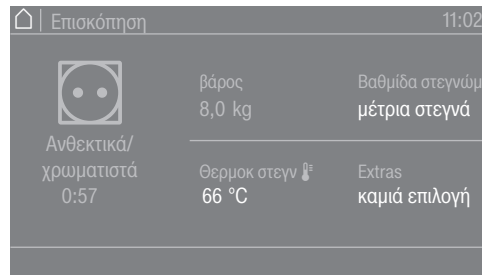 Επισκόπηση 11:02
βάρος
8,0 kg
Βαθμίδα στεγνώμ
μέτρια στεγνά
Ανθεκτικά/
χρωματιστά
0:57
Θερμοκ στεγν
66 °C
Extras
καμιά επιλογή